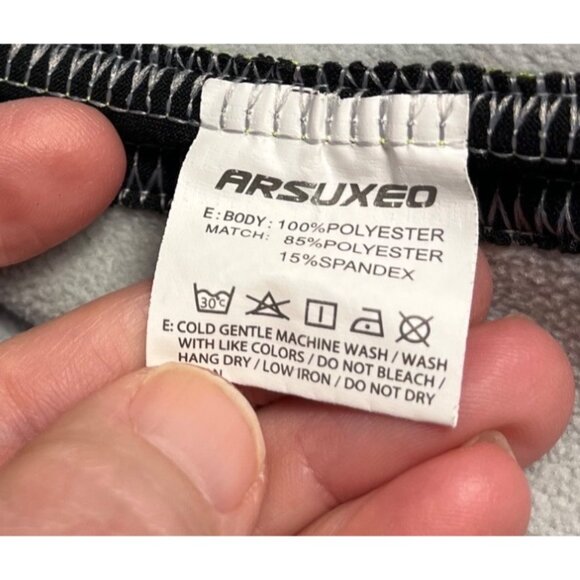 ARSUXEO
E: BODY: 100%POLYESTER
MATCH: 85%POLYESTER
15%SPANDEX
30°C
E: COLD GENTLE MACHINE WASH / WASH
WITH LIKE COLORS / DO NOT BLEACH /
HANG DRY / LOW IRON / DO NOT DRY